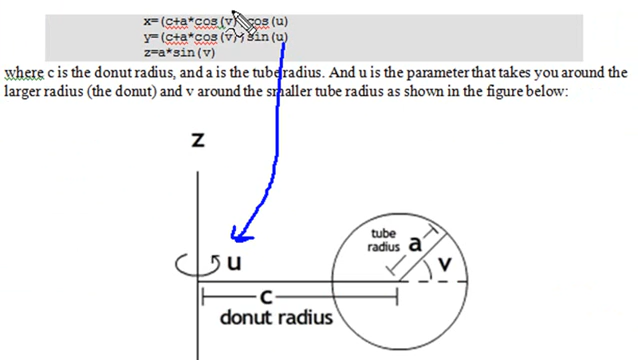 x=(c+a*cos(v) cos(u)
y=(c+a*cos(v) sin(u)
z=a*sin(v)
where c is the donut radius, and a is the tube radius. And u is the parameter that takes you around the
larger radius (the donut) and v around the smaller tube radius as shown in the figure below:
z
tube
radius a
v
u
c
donut radius